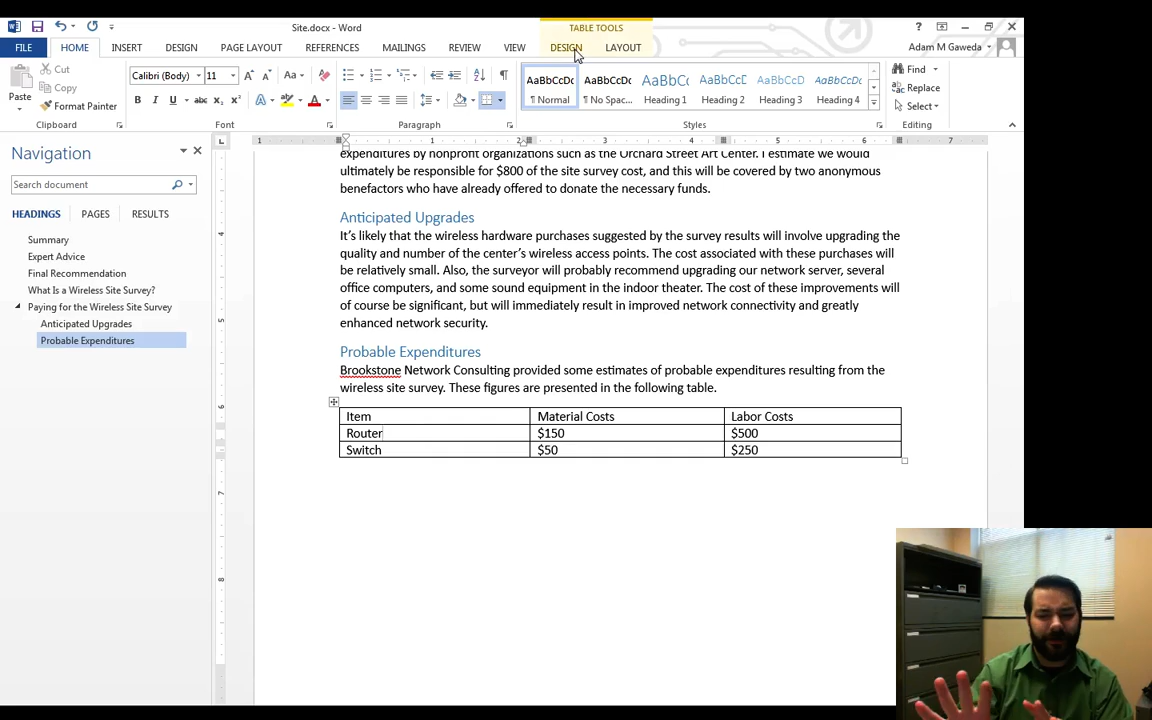 Site.docx - Word
TABLE TOOLS
FILE
HOME
INSERT
DESIGN
PAGE LAYOUT
REFERENCES
MAILINGS
REVIEW
VIEW
DESIGN
LAYOUT
Adam M Gaweda
Paste
Cut
Copy
Format Painter
Clipboard
Calibri (Body)
11
Font
Paragraph
AaBbCcDc
¶ Normal
AaBbCcDc
¶ No Spac...
AaBbCc
Heading 1
AaBbCcD
Heading 2
AaBbCcD
Heading 3
AaBbCcDc
Heading 4
Styles
Find
Replace
Select
Editing
Navigation
Search document
HEADINGS
PAGES
RESULTS
Summary
Expert Advice
Final Recommendation
What Is a Wireless Site Survey?
Paying for the Wireless Site Survey
Anticipated Upgrades
Probable Expenditures
expenditures by nonprofit organizations such as the Orchard Street Art Center. I estimate we would
ultimately be responsible for $800 of the site survey cost, and this will be covered by two anonymous
benefactors who have already offered to donate the necessary funds.
Anticipated Upgrades
It's likely that the wireless hardware purchases suggested by the survey results will involve upgrading the
quality and number of the center's wireless access points. The cost associated with these purchases will
be relatively small. Also, the surveyor will probably recommend upgrading our network server, several
office computers, and some sound equipment in the indoor theater. The cost of these improvements will
of course be significant, but will immediately result in improved network connectivity and greatly
enhanced network security.
Probable Expenditures
Brookstone Network Consulting provided some estimates of probable expenditures resulting from the
wireless site survey. These figures are presented in the following table.
Item Material Costs Labor Costs
Router $150 $500
Switch $50 $250